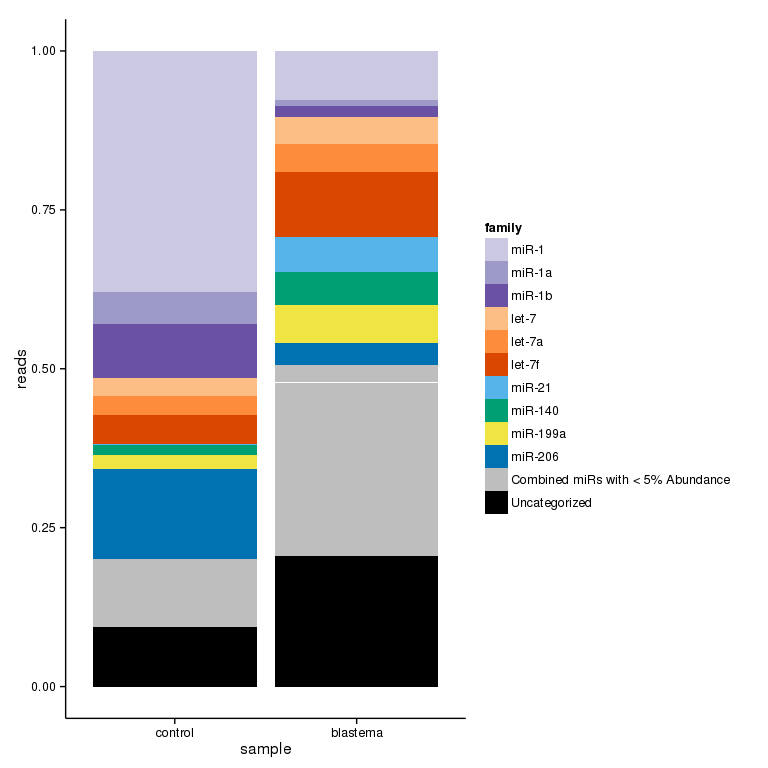 1.00
0.75
0.50
0.25
0.00
reads
control
blastema
sample
family
miR-1
miR-1a
miR-1b
let-7
let-7a
let-7f
miR-21
miR-140
miR-199a
miR-206
Combined miRs with < 5% Abundance
Uncategorized